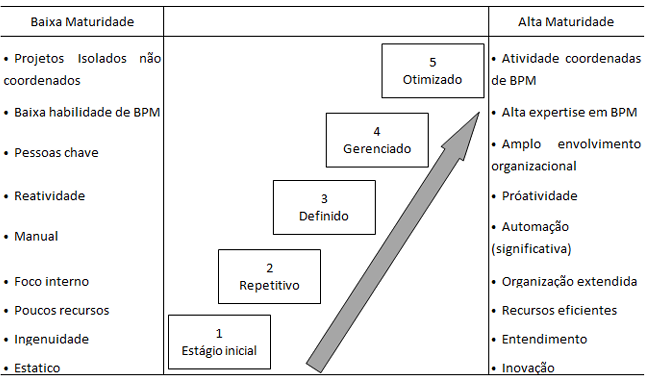 Baixa Maturidade
• Projetos Isolados não
coordenados
• Baixa habilidade de BPM
• Pessoas chave
• Reatividade
• Manual
• Foco interno
• Poucos recursos
• Ingenuidade
• Estatico
5
Otimizado
4
Gerenciado
3
Definido
2
Repetitivo
1
Estágio inicial
Alta Maturidade
• Atividade coordenadas
de BPM
• Alta expertise em BPM
• Amplo envolvimento
organizacional
• Próatividade
• Automação
(significativa)
• Organização extendida
• Recursos eficientes
• Entendimento
• Inovação